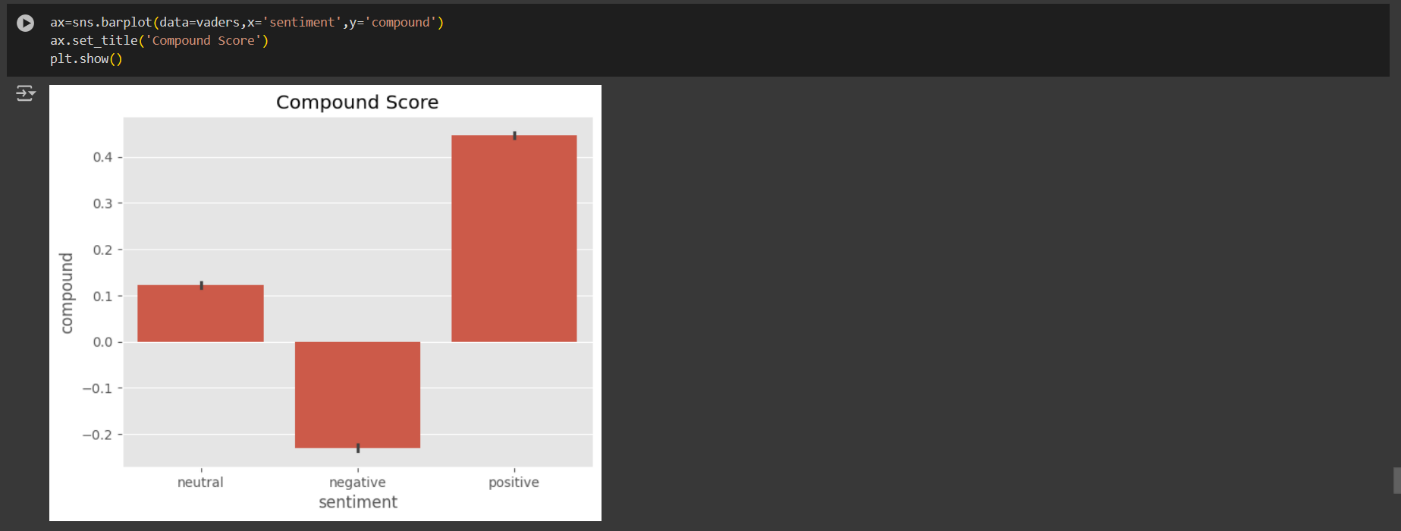 ax=sns.barplot(data=vaders,x='sentiment',y='compound')
ax.set_title('Compound Score')
plt.show()
Compound Score
compound
0.4
0.3
0.2
0.1
0.0
−0.1
−0.2
neutral negative positive
sentiment